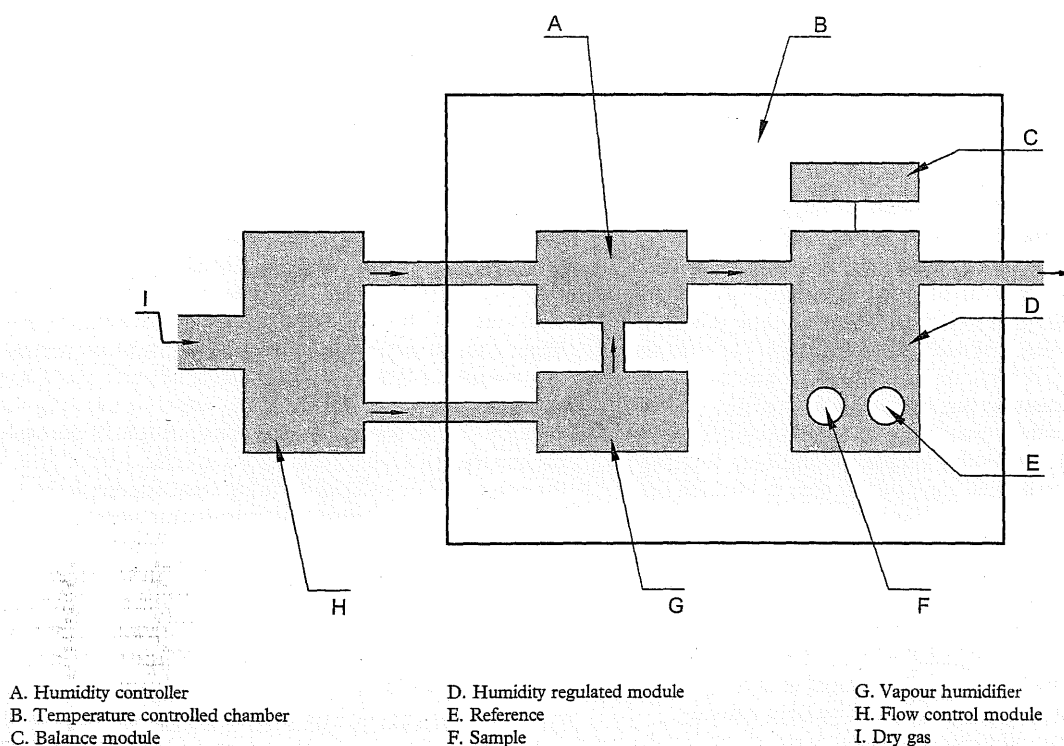 A
B
C
I
D
E
H
G
F
A. Humidity controller
B. Temperature controlled chamber
C. Balance module
D. Humidity regulated module
E. Reference
F. Sample
G. Vapour humidifier
H. Flow control module
I. Dry gas